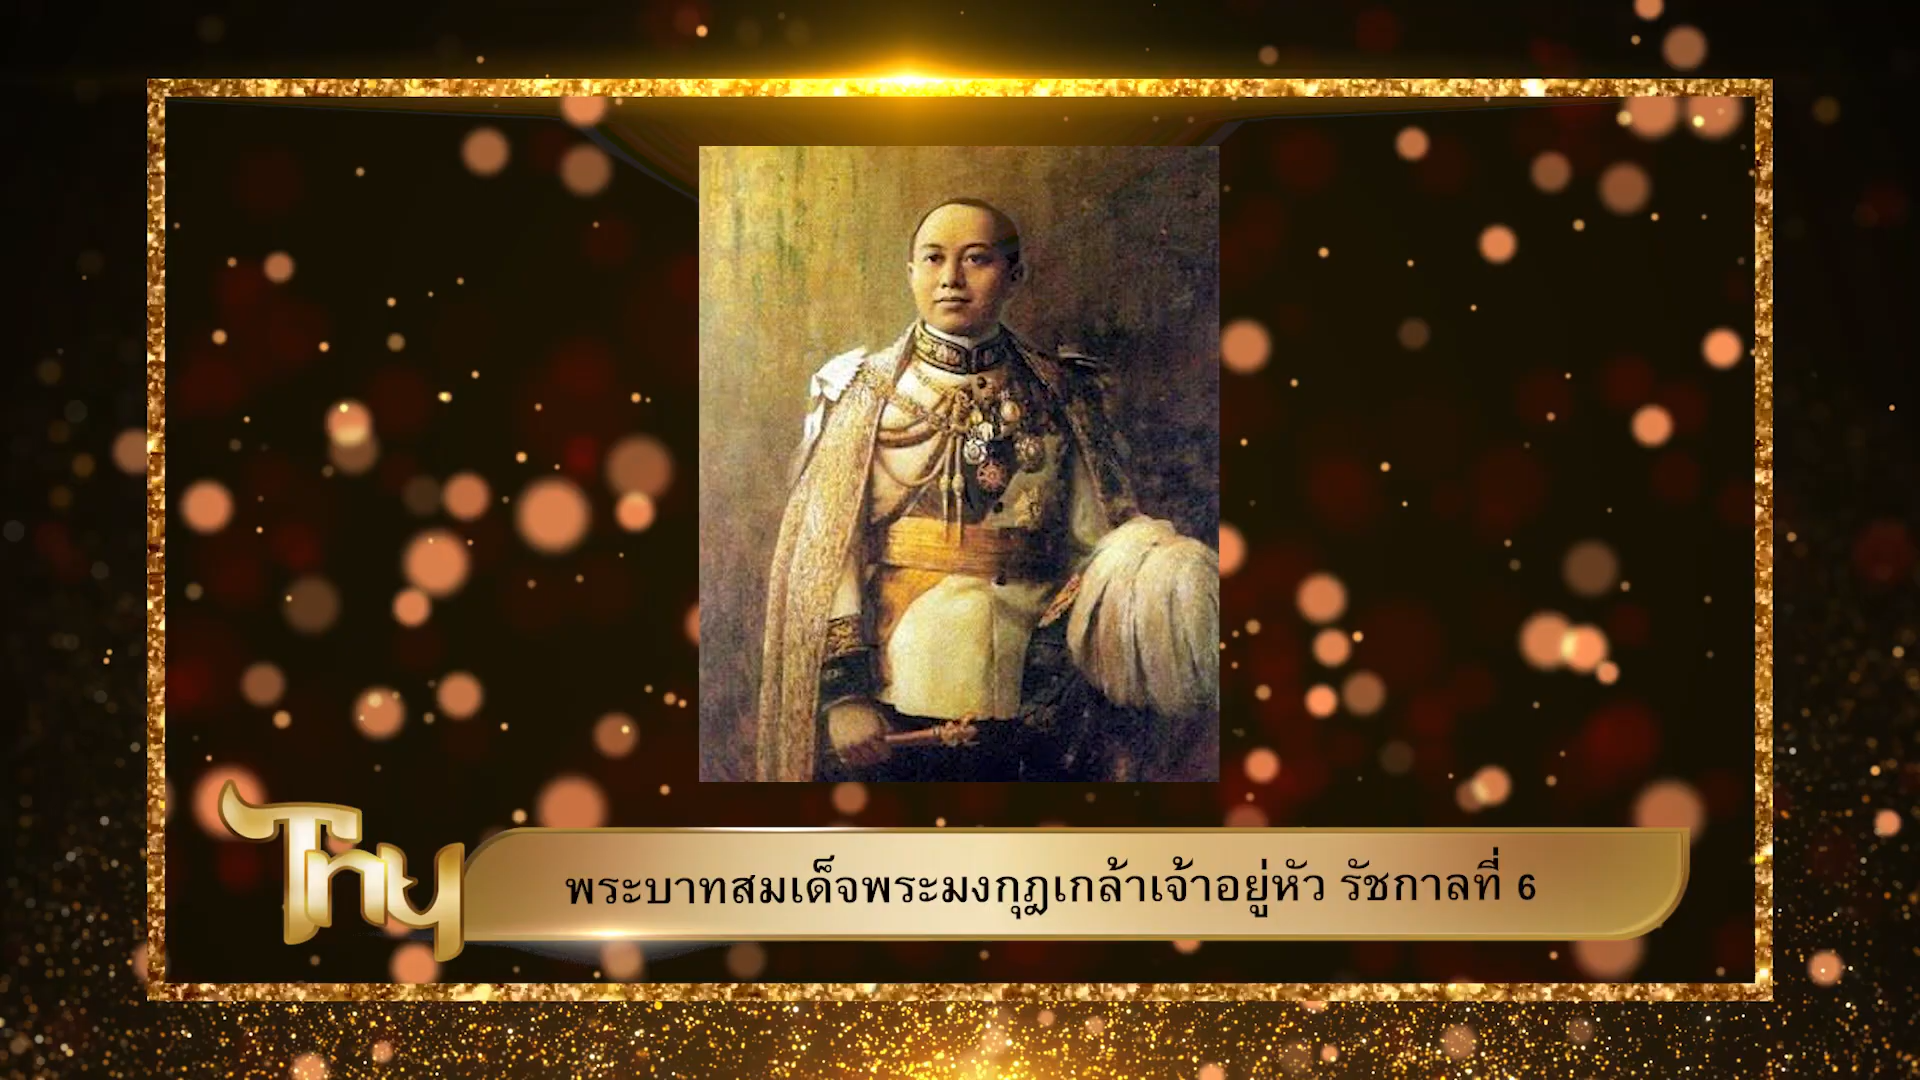 ไทย
พระบาทสมเด็จพระมงกุฎเกล้าเจ้าอยู่หัว รัชกาลที่ 6